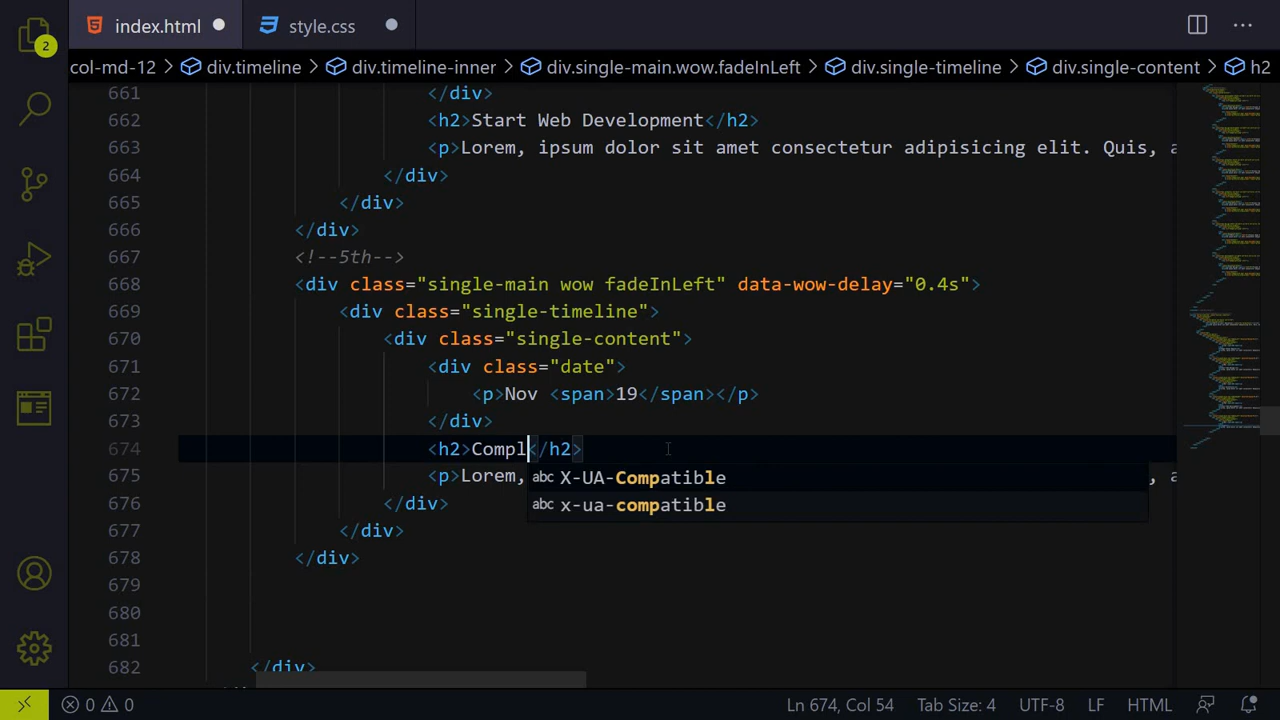 index.html
style.css
2
col-md-12 > div.timeline > div.timeline-inner > div.single-main.wow.fadeInLeft > div.single-timeline > div.single-content > h2
661 </div>
662 <h2>Start Web Development</h2>
663 <p>Lorem, ipsum dolor sit amet consectetur adipisicing elit. Quis, a
664 </div>
665 </div>
666 </div>
667 <!--5th-->
668 <div class="single-main wow fadeInLeft" data-wow-delay="0.4s">
669 <div class="single-timeline">
670 <div class="single-content">
671 <div class="date">
672 <p>Nov <span>19</span></p>
673 </div>
674 <h2>Compl</h2>
675 <p>Lorem, , a
abc X-UA-Compatible
abc x-ua-compatible
676 </div>
677 </div>
678 </div>
679
680
681
682 </div>
0 0 Ln 674, Col 54 Tab Size: 4 UTF-8 LF HTML